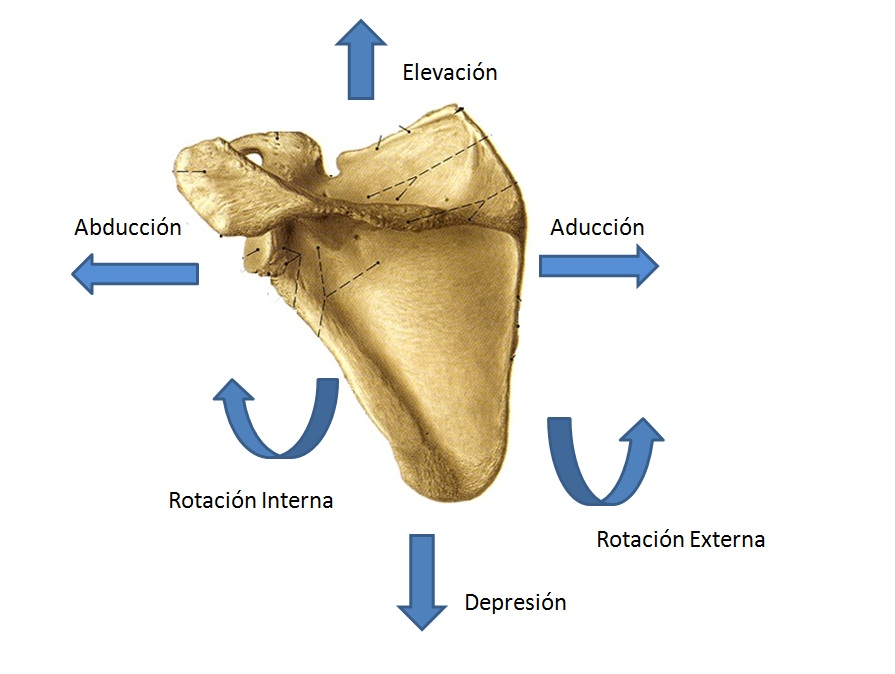 Elevación
Abducción
Aducción
Rotación Interna
Rotación Externa
Depresión